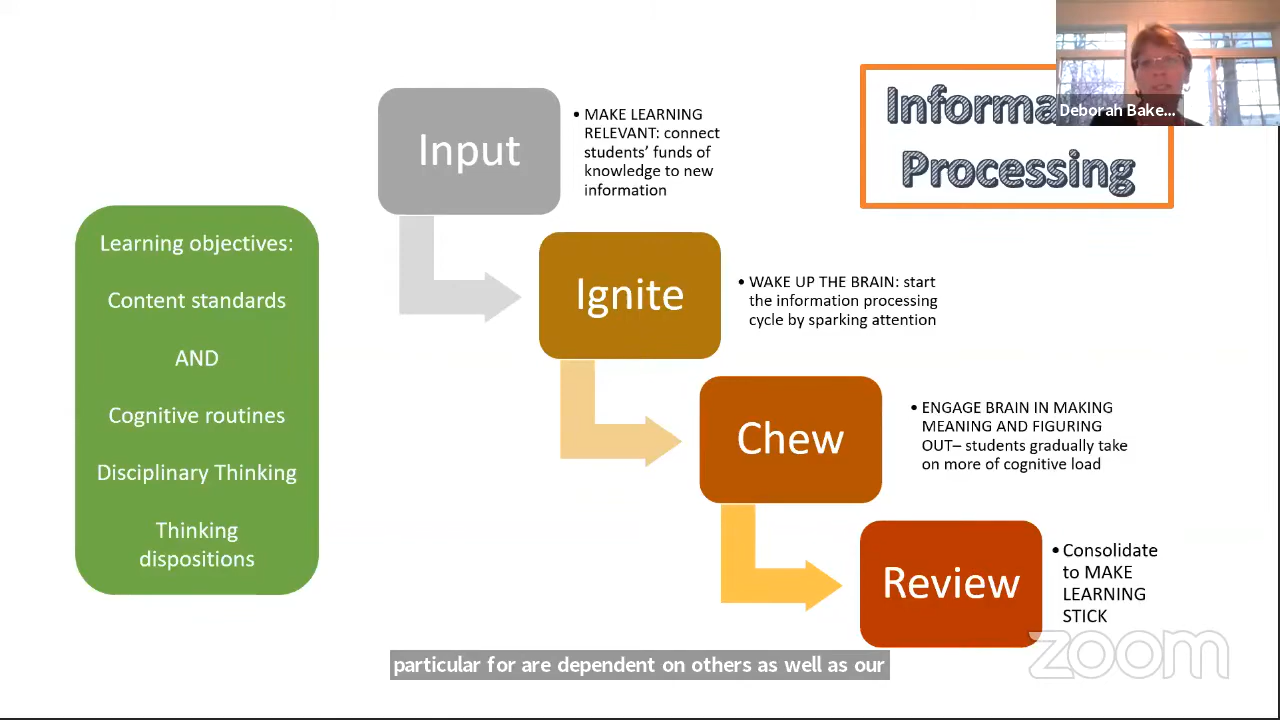 Informa
Processing
Deborah Bake...
Input
• MAKE LEARNING
RELEVANT: connect
students’ funds of
knowledge to new
information
Learning objectives:
Content standards
AND
Cognitive routines
Disciplinary Thinking
Thinking
dispositions
Ignite
• WAKE UP THE BRAIN: start
the information processing
cycle by sparking attention
Chew
• ENGAGE BRAIN IN MAKING
MEANING AND FIGURING
OUT– students gradually take
on more of cognitive load
Review
• Consolidate
to MAKE
LEARNING
STICK
particular for are dependent on others as well as our
zoom